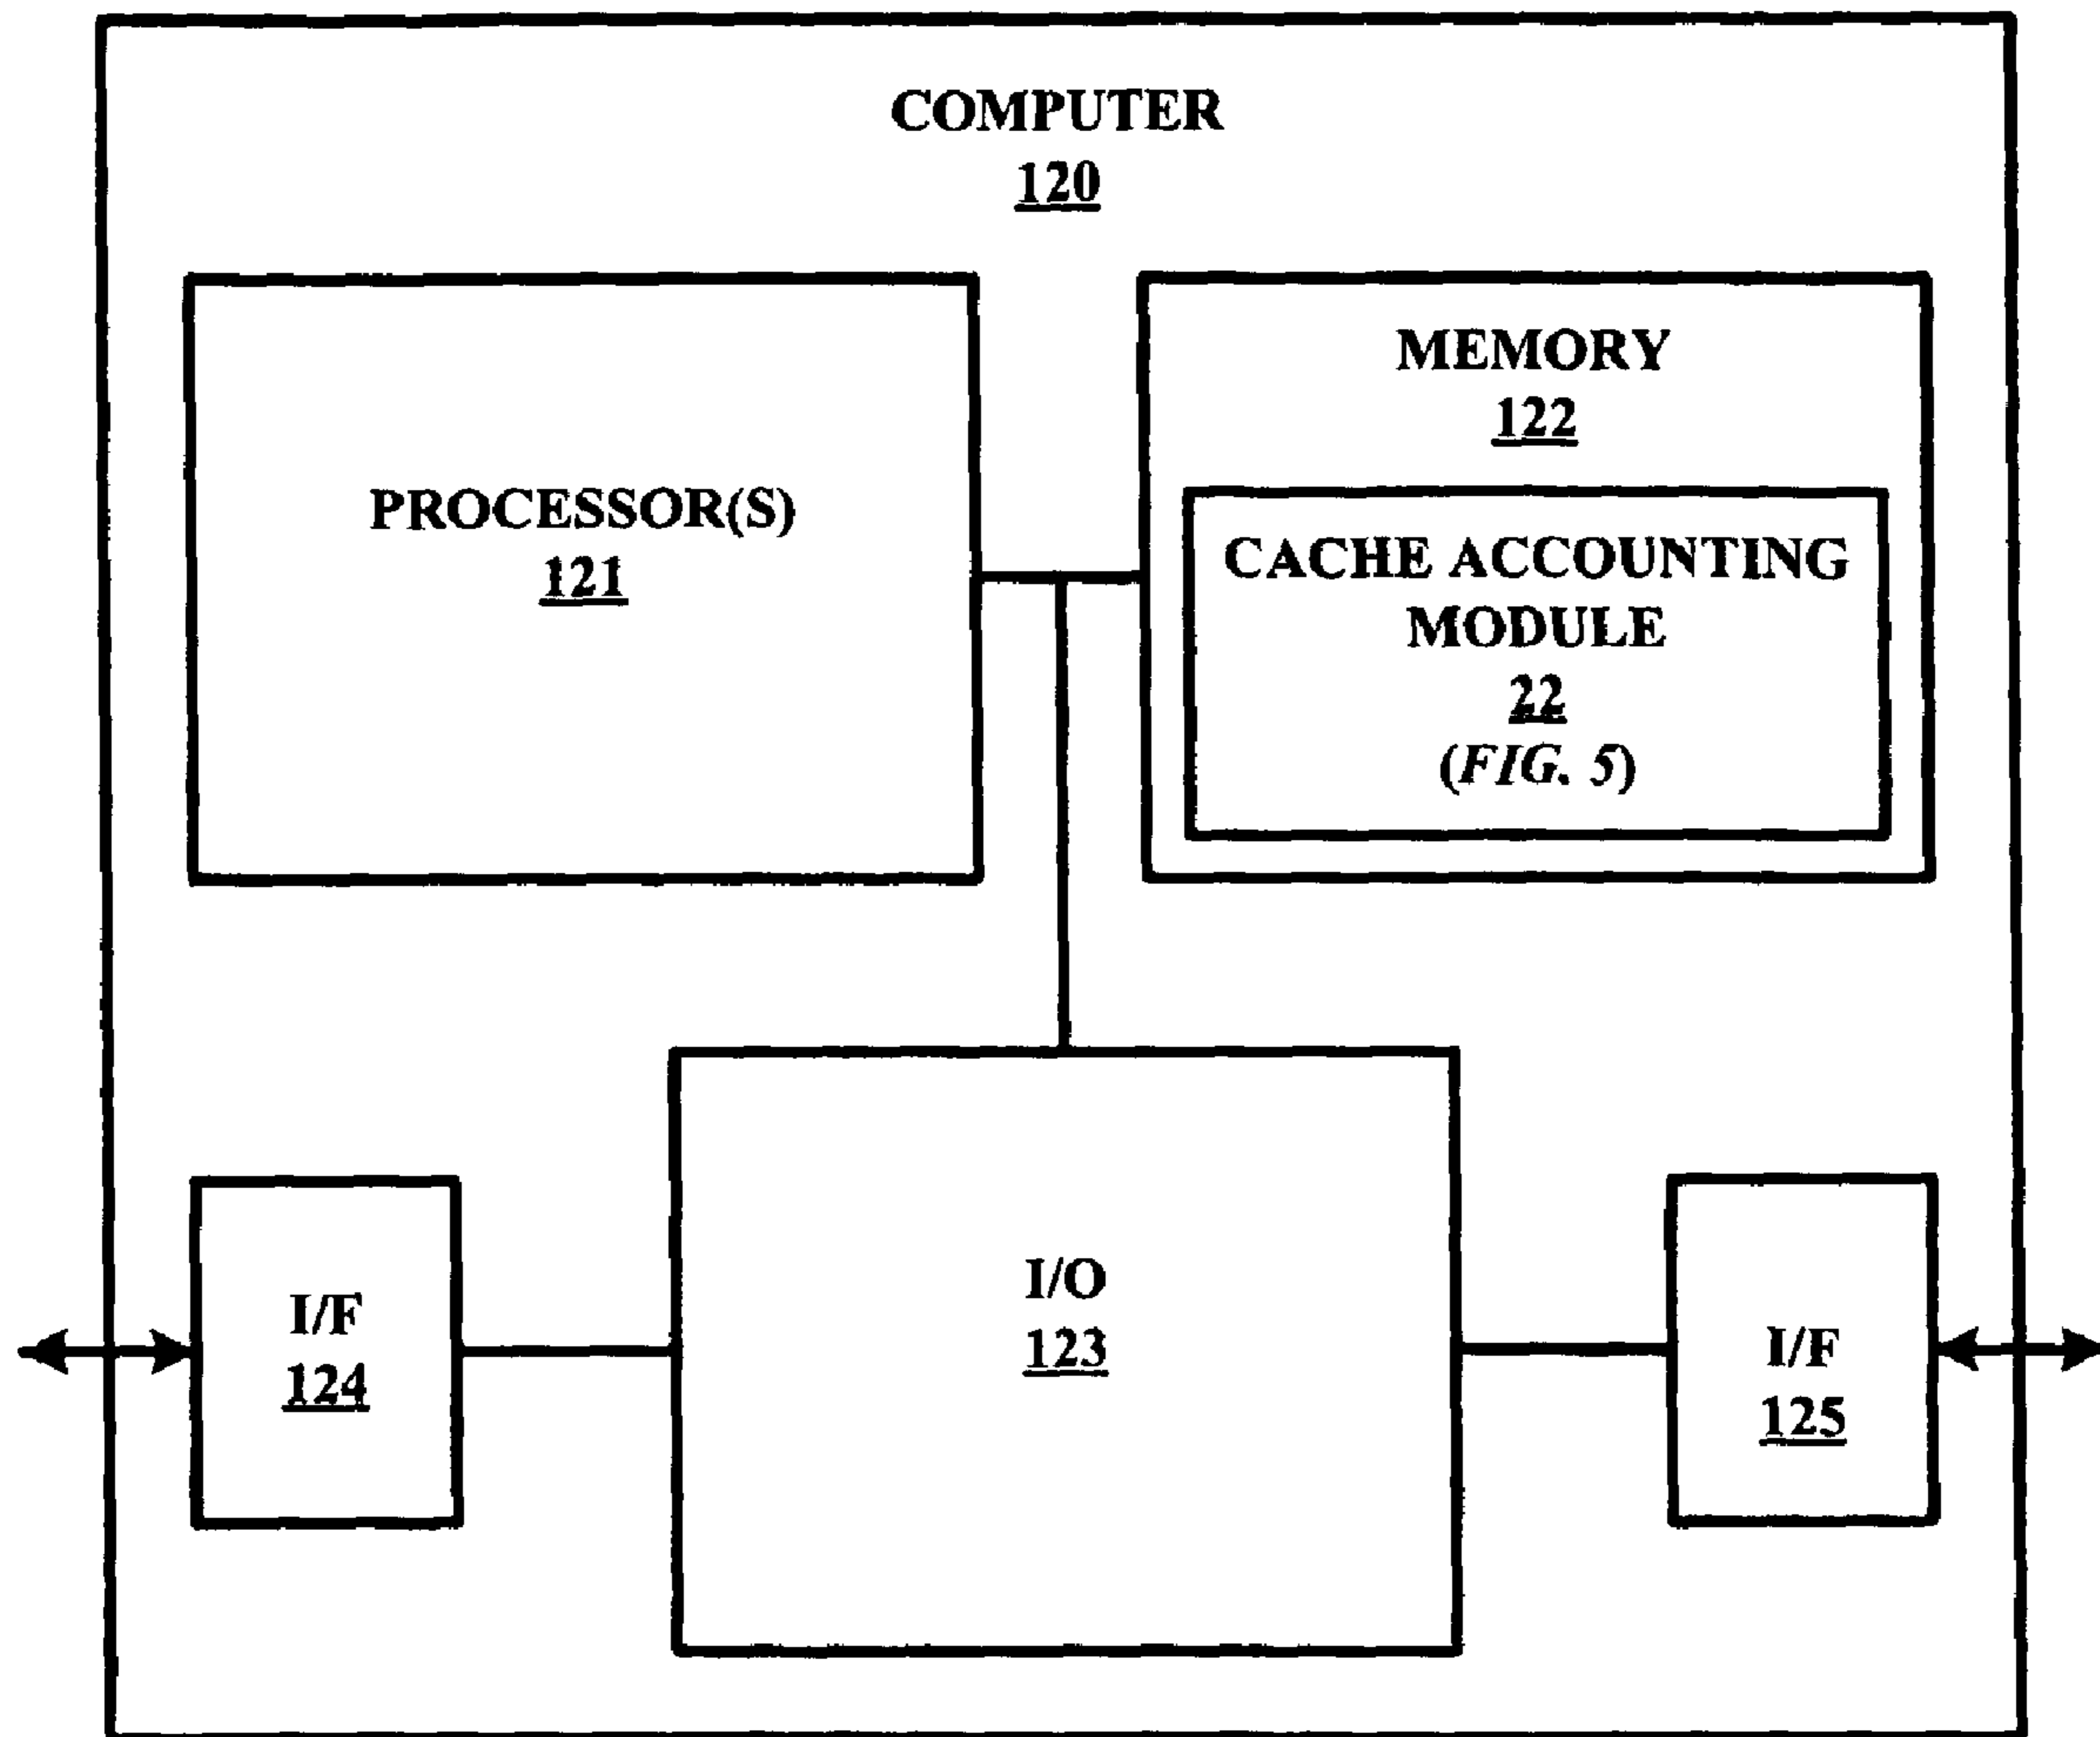 COMPUTER
120
PROCESSOR(S)
121
MEMORY
122
CACHE ACCOUNTING
MODULE
22
(FIG. 5)
I/F
124
I/O
123
I/F
125